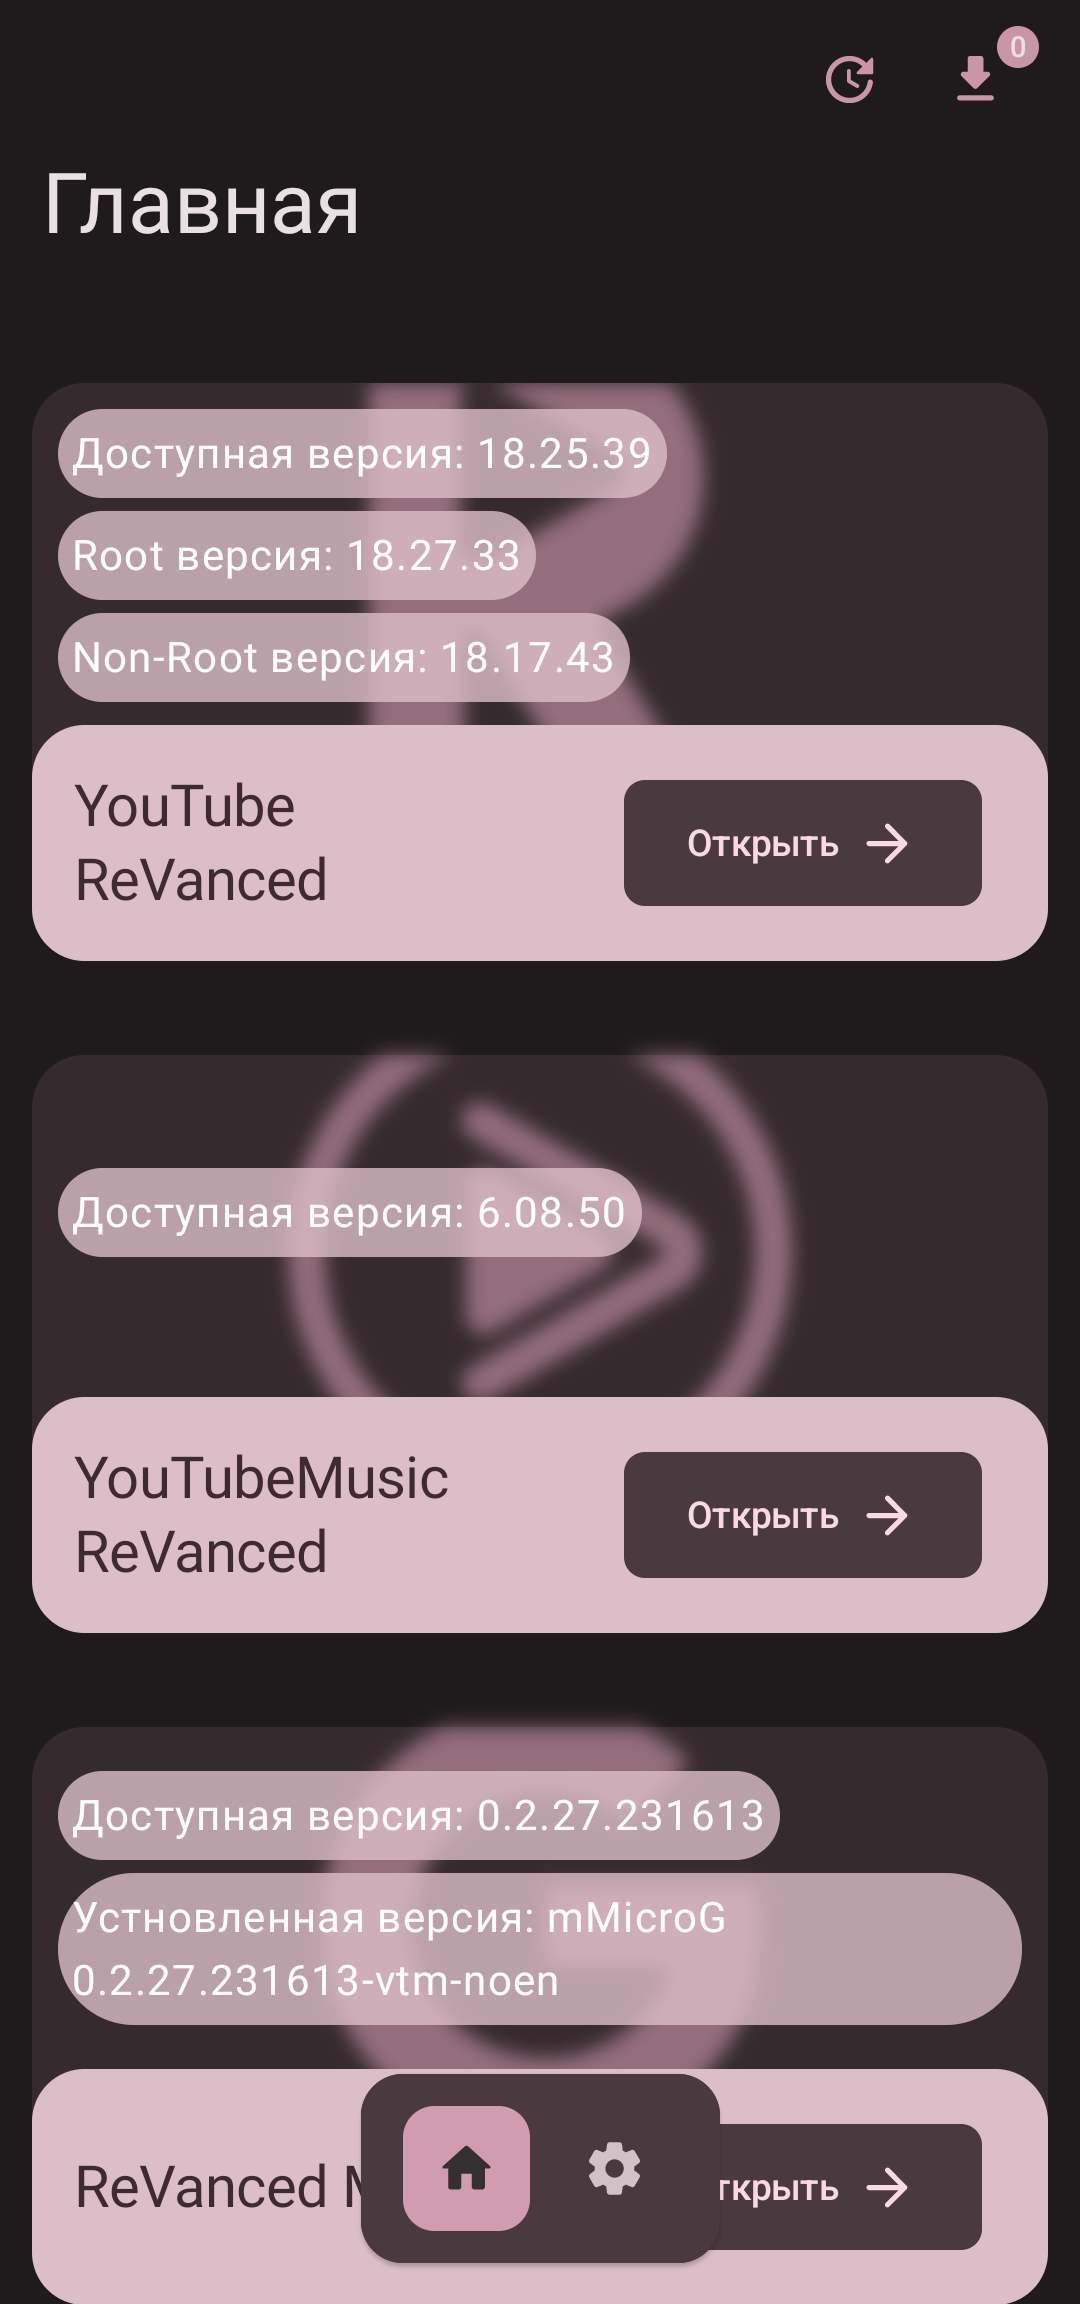 0
Главная
Доступная версия: 18.25.39
Root версия: 18.27.33
Non-Root версия: 18.17.43
YouTube
ReVanced
Открыть
Доступная версия: 6.08.50
YouTubeMusic
ReVanced
Открыть
Доступная версия: 0.2.27.231613
Устновленная версия: mMicroG
0.2.27.231613-vtm-noen
ReVanced
ткрыть